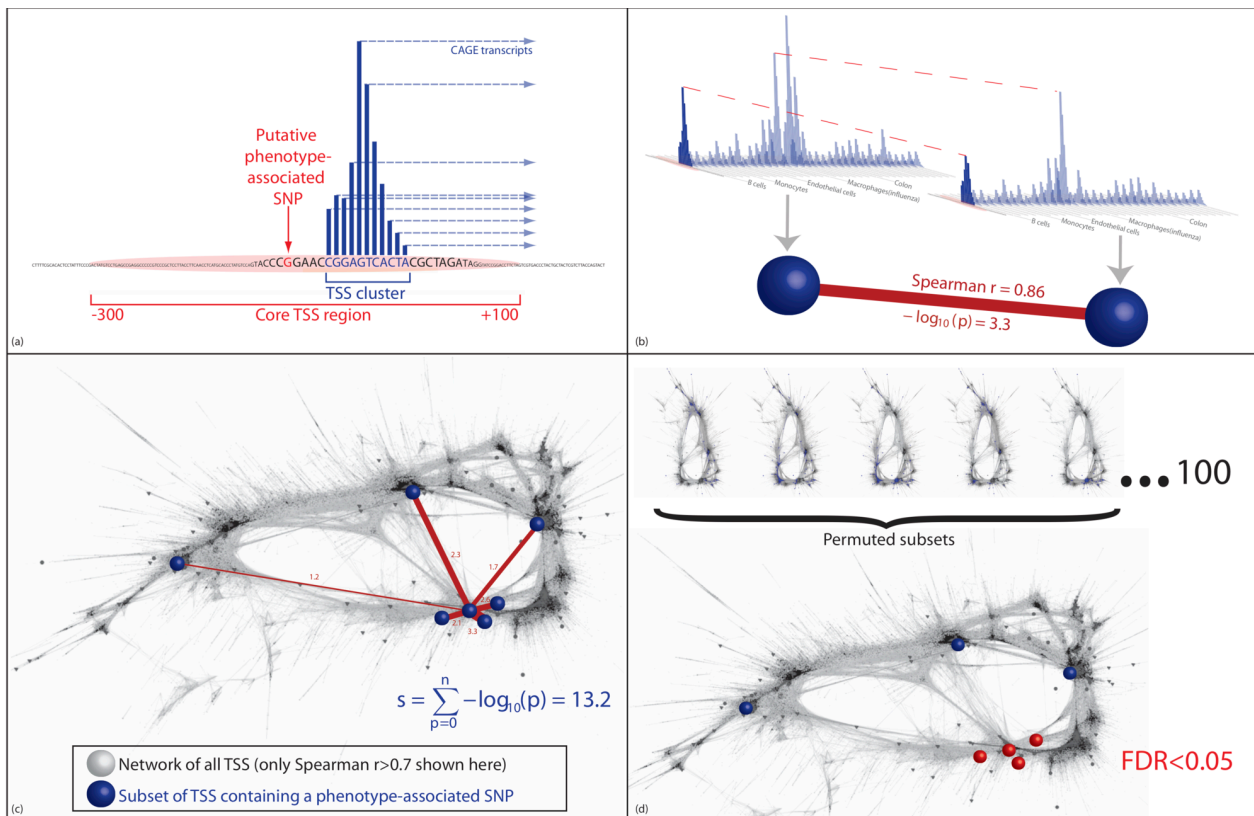 CAGE transcripts
Putative
phenotype-
associated
SNP
TACCCGGAACCGGAGTCACTACGCTAGATA
TSS cluster
-300
Core TSS region
+100
(a)
B cells
Monocytes
Endothelial cells
Macrophages(influenza)
Colon
B cells
Monocytes
Endothelial cells
Macrophages(influenza)
Colon
Spearman r = 0.86
− log₁₀ (p) = 3.3
(b)
2.3
1.7
1.2
2.1
3.3
n
s = ∑ −log₁₀(p) = 13.2
p=0
Network of all TSS (only Spearman r>0.7 shown here)
Subset of TSS containing a phenotype-associated SNP
(c)
... 100
Permuted subsets
FDR<0.05
(d)